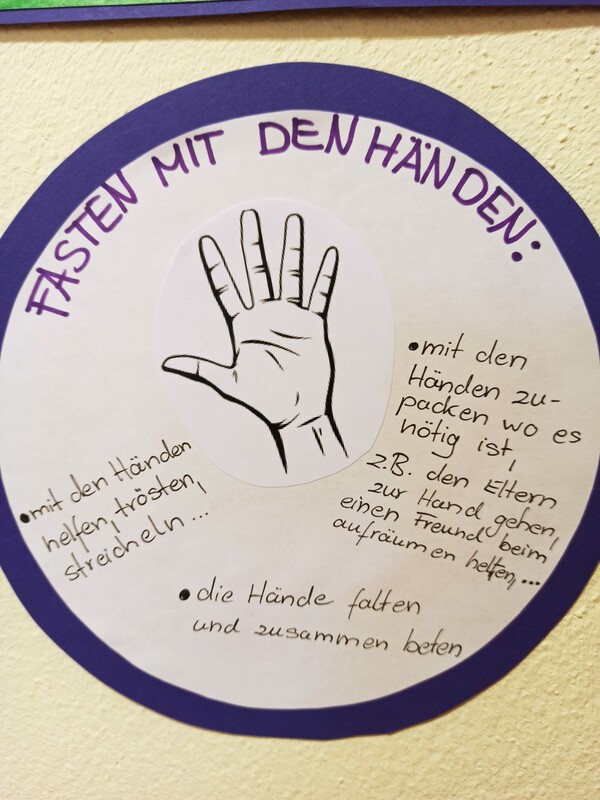 FASTEN MIT DEN HÄNDEN:
• mit den Händen
helfen, trösten,
streicheln...
• mit den
Händen zu-
packen wo es
nötig ist,
z.B. den Eltern
zur Hand gehen,
einen Freund beim
aufräumen helfen,...
• die Hände falten
und zusammen beten